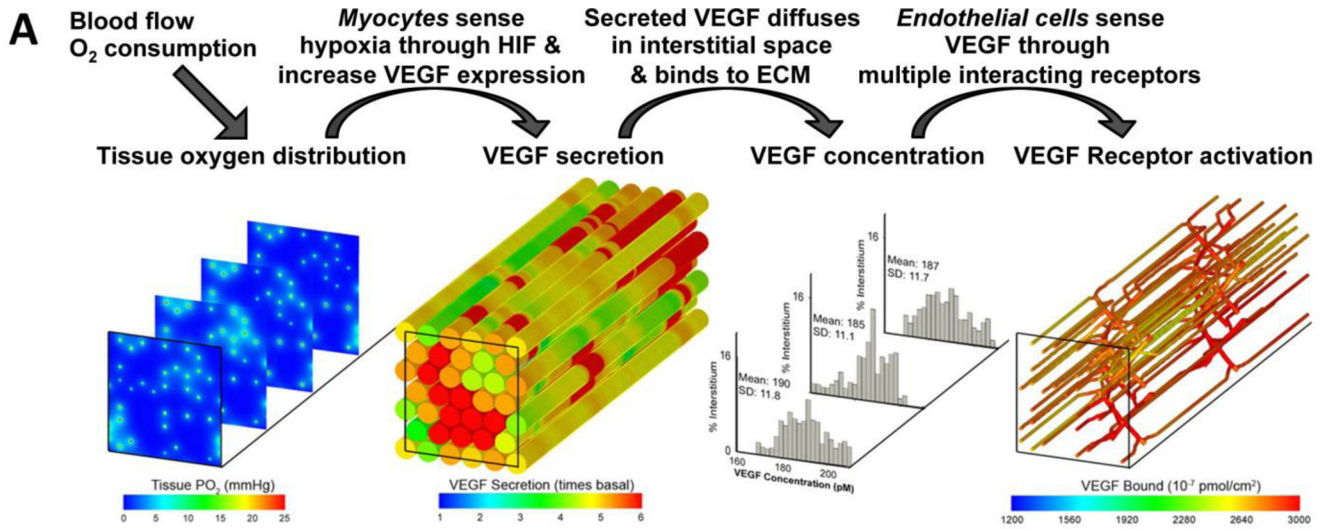 A
Blood flow
O2 consumption
Myocytes sense
hypoxia through HIF &
increase VEGF expression
Secreted VEGF diffuses
in interstitial space
& binds to ECM
Endothelial cells sense
VEGF through
multiple interacting receptors
Tissue oxygen distribution
VEGF secretion
VEGF concentration
VEGF Receptor activation
16
% Interstitium
Mean: 187
SD: 11.7
16
% Interstitium
Mean: 185
SD: 11.1
16
% Interstitium
Mean: 190
SD: 11.8
0
160
180
200
VEGF Concentration (pM)
Tissue PO2 (mmHg)
0 5 10 15 20 25
VEGF Secretion (times basal)
1 2 3 4 5 6
VEGF Bound (10-7 pmol/cm2)
1200 1560 1920 2280 2640 3000